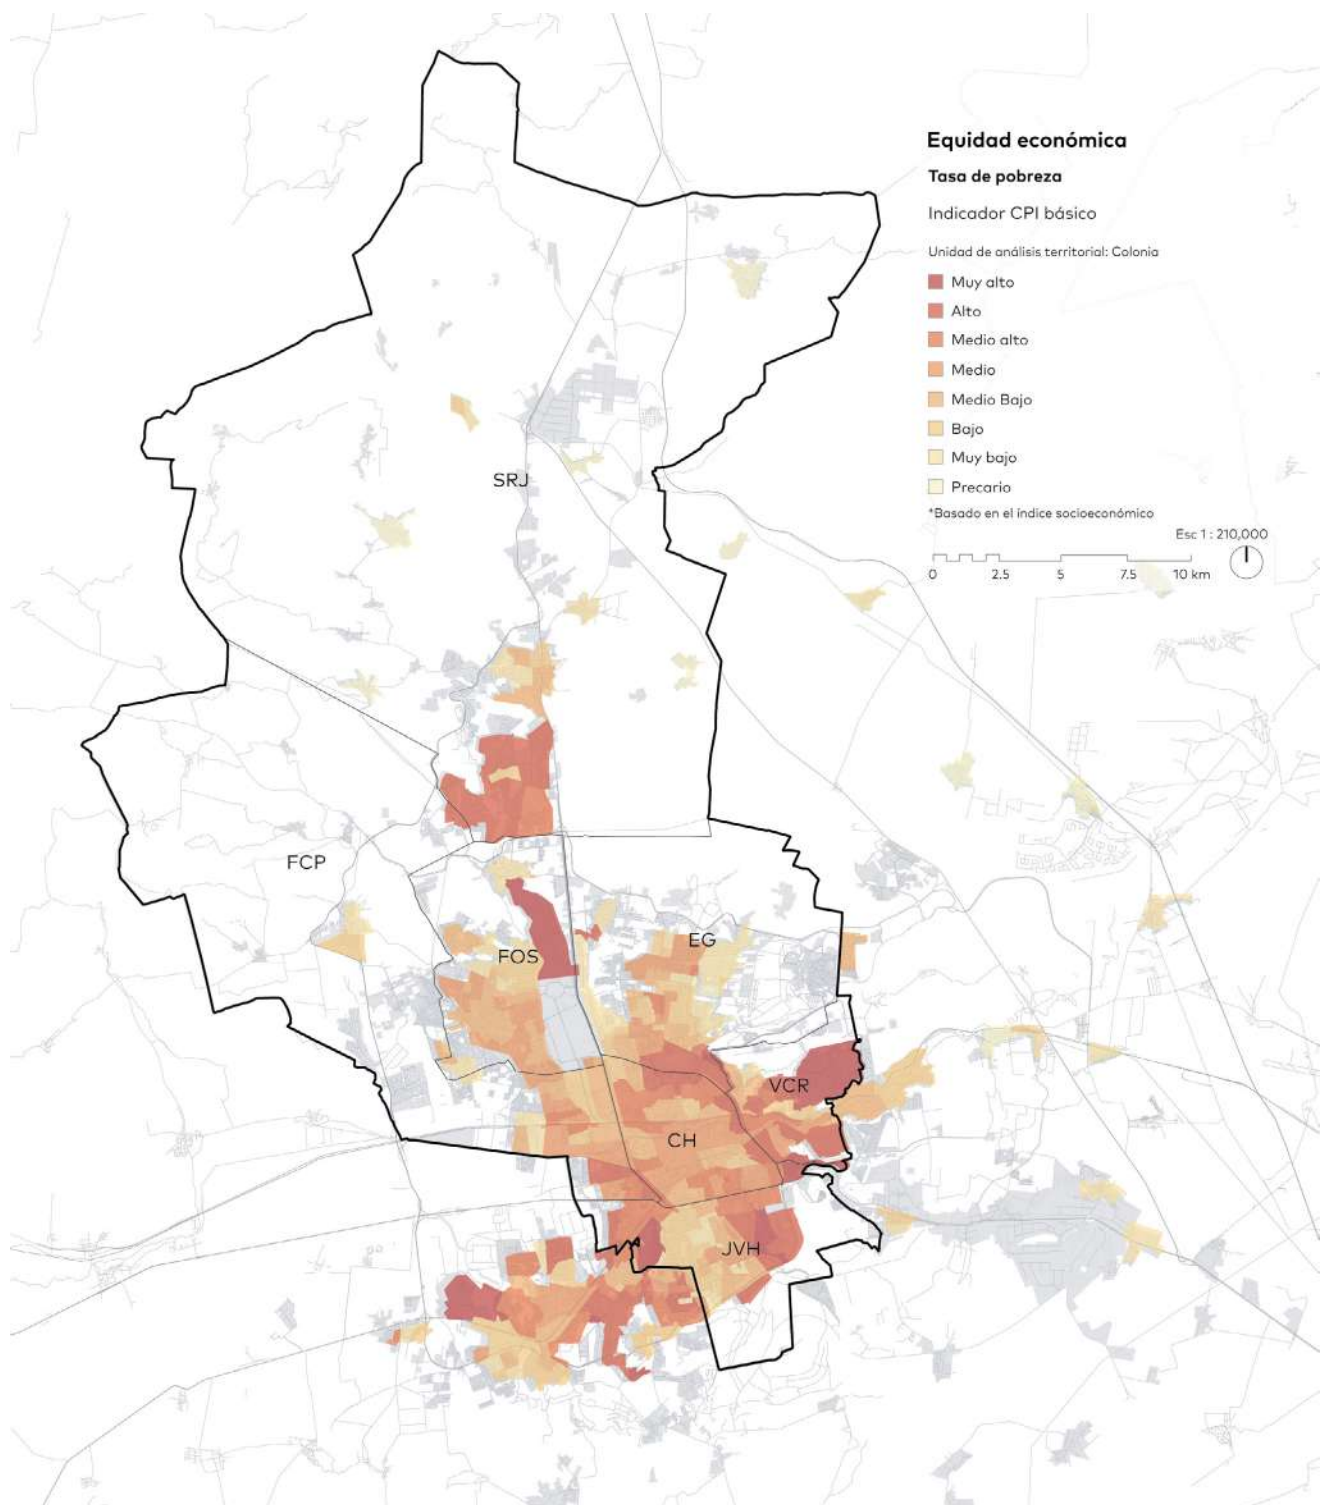 Equidad económica
Tasa de pobreza
Indicador CPI básico
Unidad de análisis territorial: Colonia
Muy alto
Alto
Medio alto
Medio
Medio Bajo
Bajo
Muy bajo
Precario
*Basado en el índice socioeconómico
Esc 1 : 210,000
0 2.5 5 7.5 10 km
SRJ
FCP
FOS
EG
VCR
CH
JVH